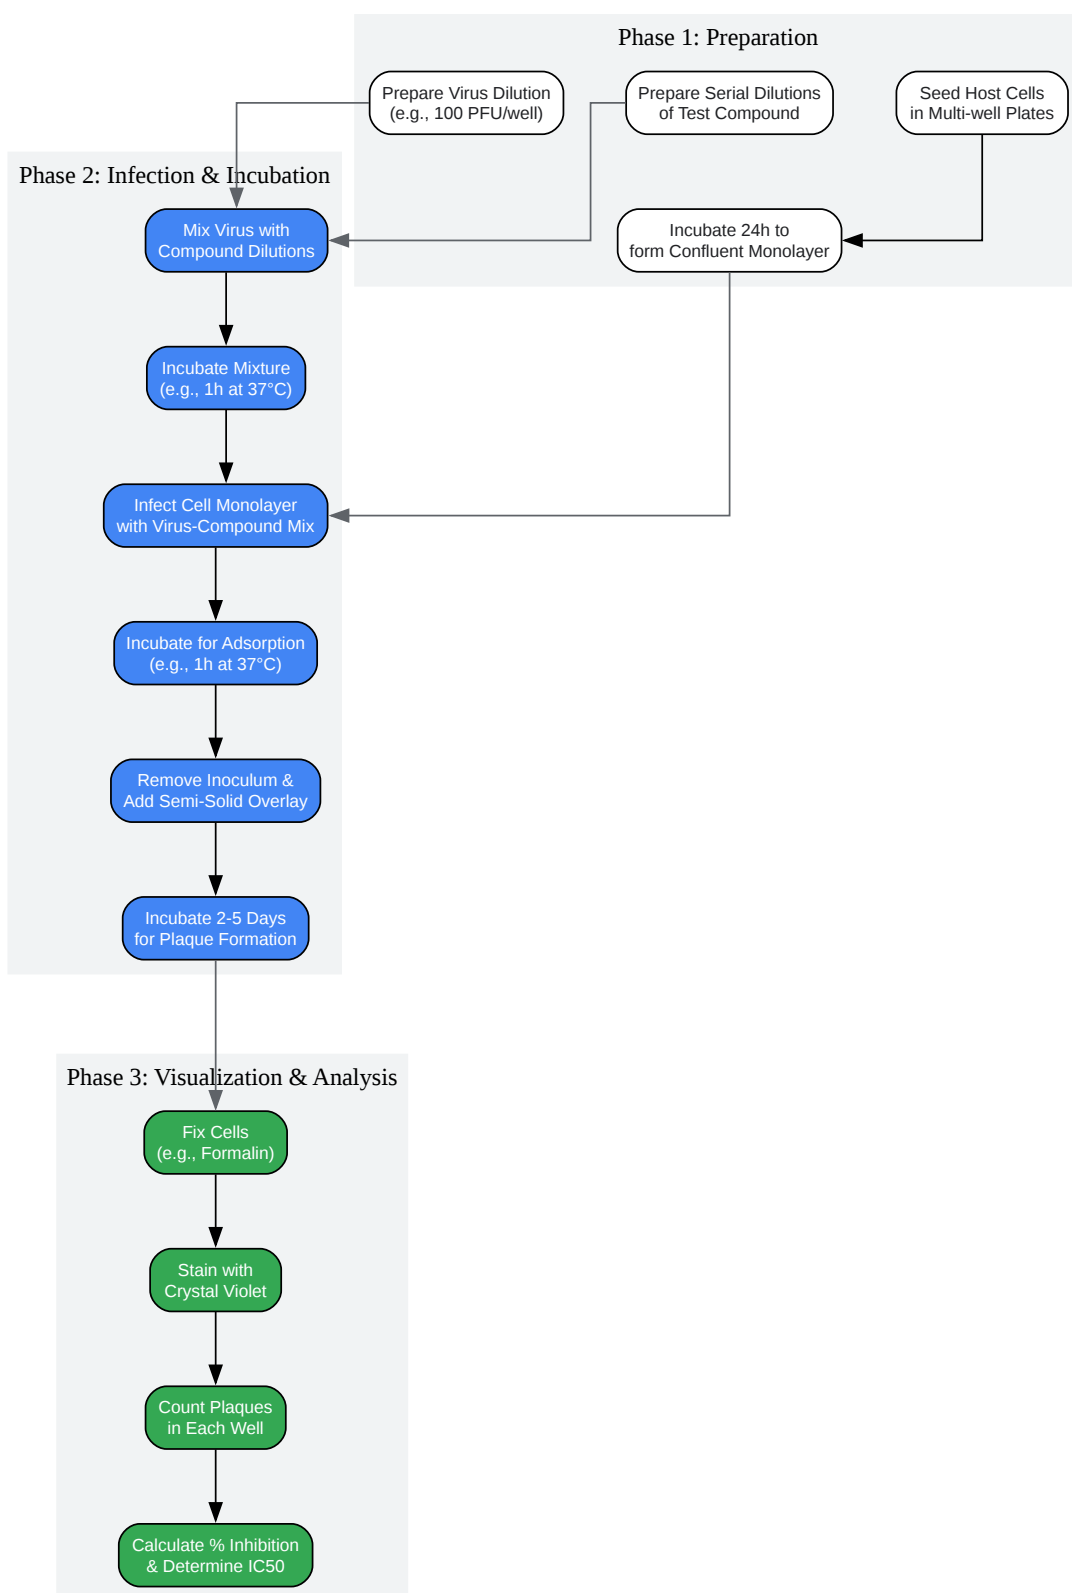 Phase 1: Preparation
Prepare Virus Dilution
(e.g., 100 PFU/well)
Prepare Serial Dilutions
of Test Compound
Seed Host Cells
in Multi-well Plates
Incubate 24h to
form Confluent Monolayer
Phase 2: Infection & Incubation
Mix Virus with
Compound Dilutions
Incubate Mixture
(e.g., 1h at 37°C)
Infect Cell Monolayer
with Virus-Compound Mix
Incubate for Adsorption
(e.g., 1h at 37°C)
Remove Inoculum &
Add Semi-Solid Overlay
Incubate 2-5 Days
for Plaque Formation
Phase 3: Visualization & Analysis
Fix Cells
(e.g., Formalin)
Stain with
Crystal Violet
Count Plaques
in Each Well
Calculate % Inhibition
& Determine IC50